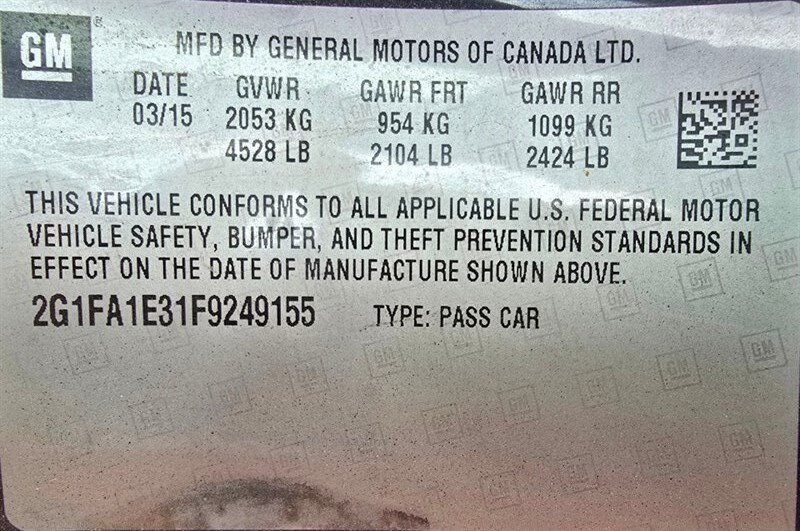 GM ®
MFD BY GENERAL MOTORS OF CANADA LTD.
DATE GVWR GAWR FRT GAWR RR
03/15 2053 KG 954 KG 1099 KG
4528 LB 2104 LB 2424 LB
THIS VEHICLE CONFORMS TO ALL APPLICABLE U.S. FEDERAL MOTOR
VEHICLE SAFETY, BUMPER, AND THEFT PREVENTION STANDARDS IN
EFFECT ON THE DATE OF MANUFACTURE SHOWN ABOVE.
2G1FA1E31F9249155 TYPE: PASS CAR